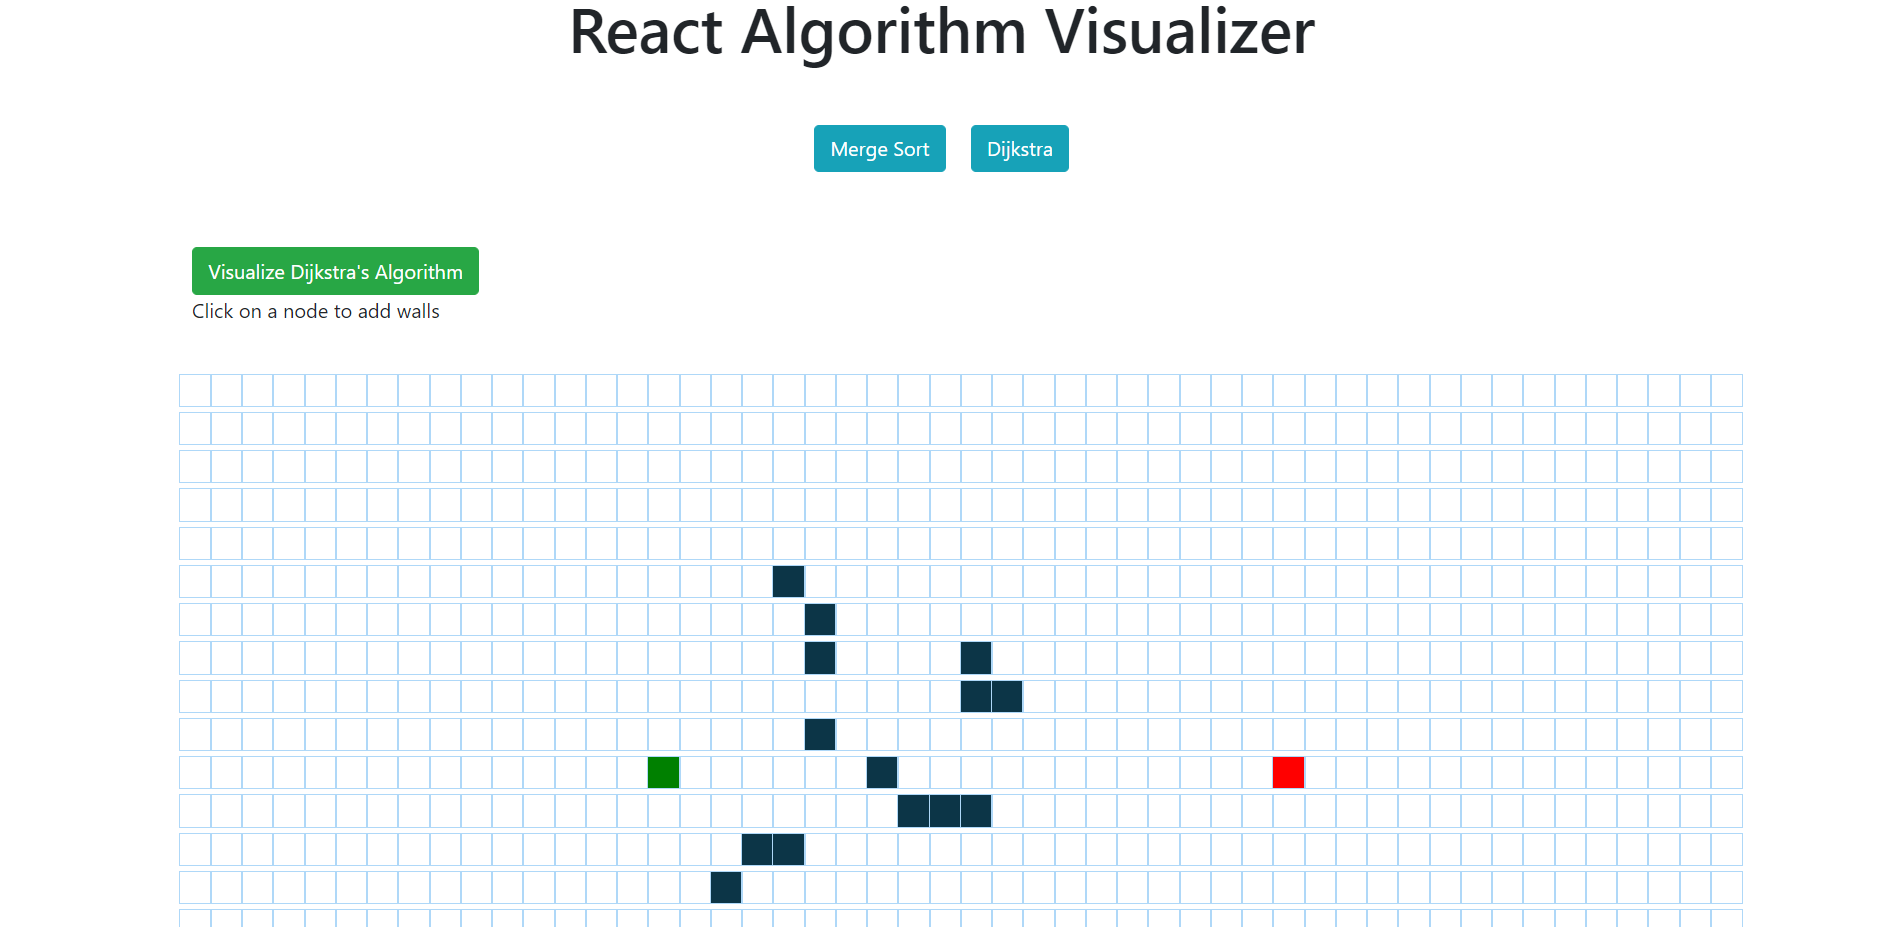 React Algorithm Visualizer
Merge Sort Dijkstra
Visualize Dijkstra's Algorithm
Click on a node to add walls